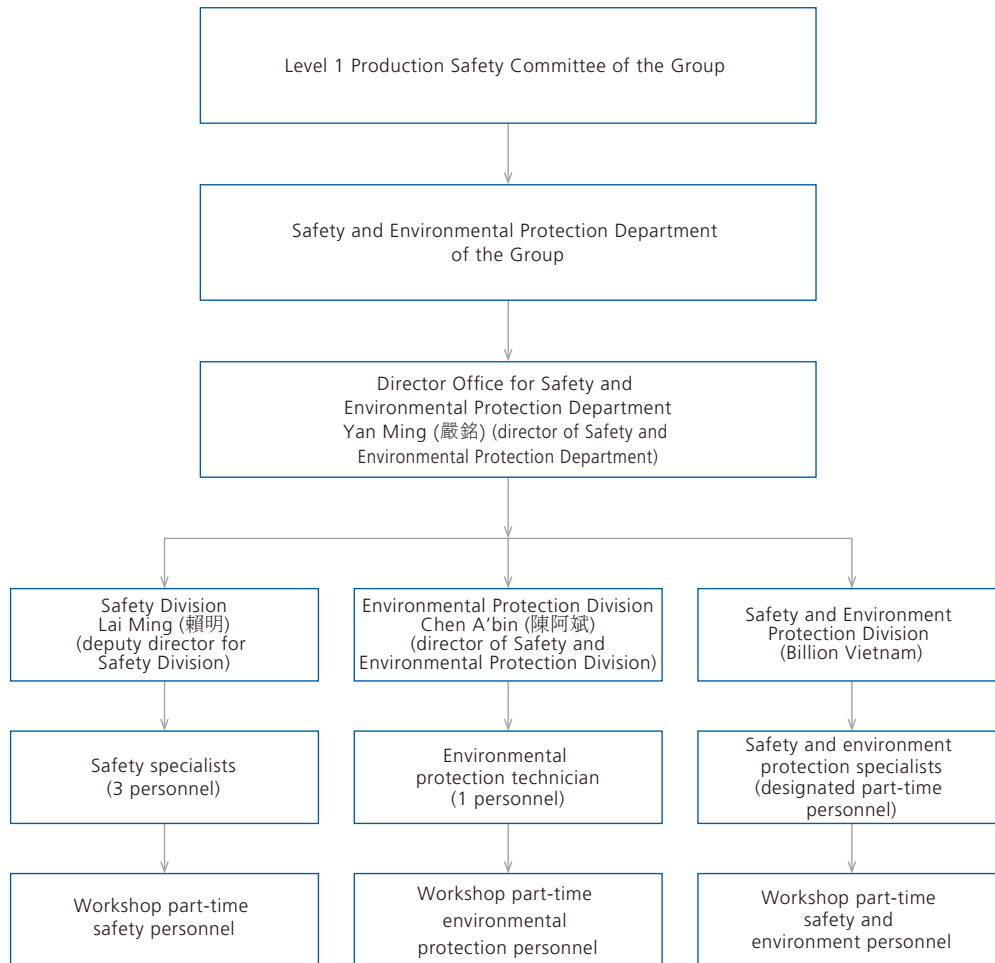 Level 1 Production Safety Committee of the Group
Safety and Environmental Protection Department
of the Group
Director Office for Safety and
Environmental Protection Department
Yan Ming (嚴銘) (director of Safety and
Environmental Protection Department)
Safety Division
Lai Ming (賴明)
(deputy director for
Safety Division)
Environmental Protection Division
Chen A’bin (陳阿斌)
(director of Safety and
Environmental Protection Division)
Safety and Environment
Protection Division
(Billion Vietnam)
Safety specialists
(3 personnel)
Environmental
protection technician
(1 personnel)
Safety and environment
protection specialists
(designated part-time
personnel)
Workshop part-time
safety personnel
Workshop part-time
environmental
protection personnel
Workshop part-time
safety and
environment personnel